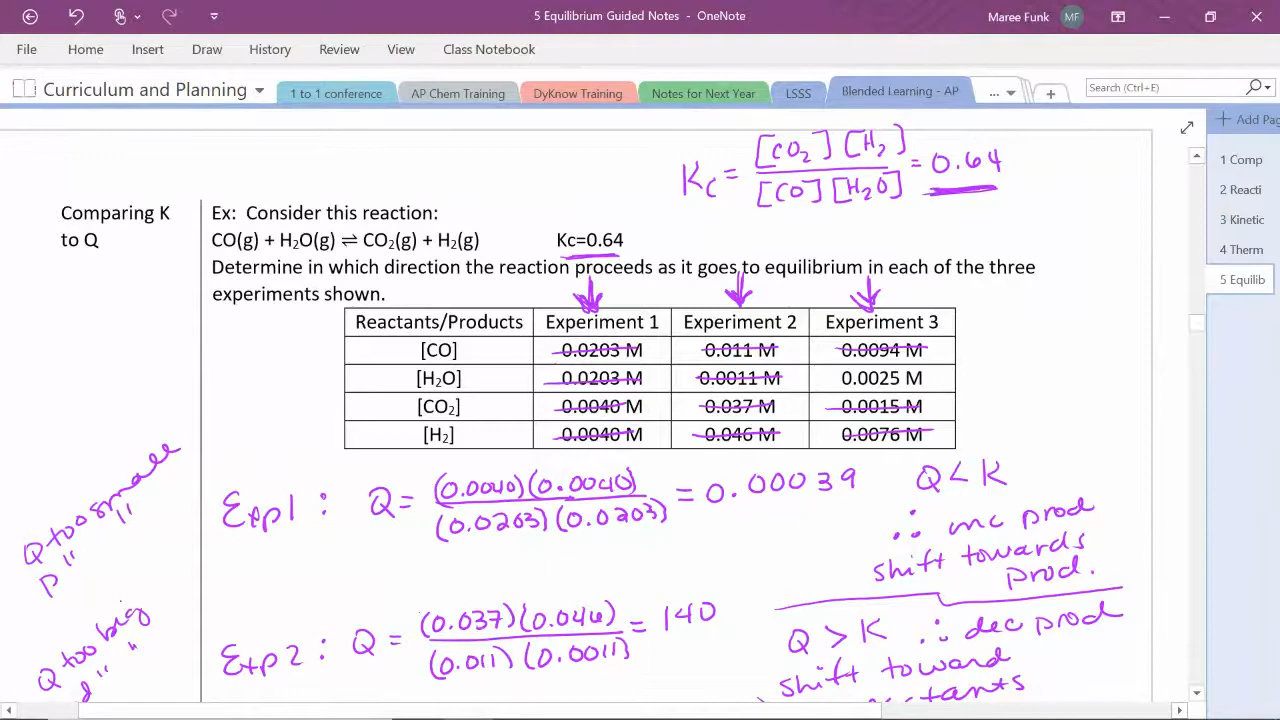 5 Equilibrium Guided Notes - OneNote
Maree Funk MF
File Home Insert Draw History Review View Class Notebook
Curriculum and Planning
1 to 1 conference AP Chem Training DyKnow Training Notes for Next Year LSSS Blended Learning - AP ... +
Search (Ctrl+E)
Add Pag
1 Comp
2 Reacti
3 Kinetic
4 Therm
5 Equilib
Kc = [CO2][H2] / [CO][H2O] = 0.64
Comparing K
to Q
Ex: Consider this reaction:
CO(g) + H2O(g) ⇌ CO2(g) + H2(g) Kc=0.64
Determine in which direction the reaction proceeds as it goes to equilibrium in each of the three
experiments shown.
Reactants/Products Experiment 1 Experiment 2 Experiment 3
[CO] 0.0203 M 0.011 M 0.0094 M
[H2O] 0.0203 M 0.0011 M 0.0025 M
[CO2] 0.0040 M 0.037 M 0.0015 M
[H2] 0.0040 M 0.046 M 0.0076 M
Exp1 : Q = (0.0040)(0.0040) / (0.0203)(0.0203) = 0.00039
Q < K
∴ inc prod
shift towards
prod.
Q too small
P " "
Exp2 : Q = (0.037)(0.046) / (0.011)(0.0011) = 140
Q > K ∴ dec prod
shift toward
Q too big